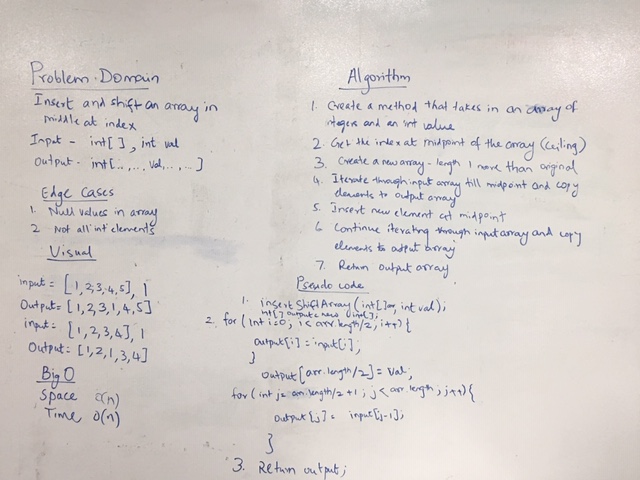 Problem Domain
Insert and shift an array in
middle at index
Input - int[ ], int val
Output - int[.., .., val, .., ..]
Edge Cases
1. Null values in array
2. Not all int elements
Visual
input = [1,2,3,4,5], 1
Output = [1,2,3,1,4,5]
input = [1,2,3,4], 1
Output = [1,2,1,3,4]
Big O
Space O(n)
Time O(n)
Algorithm
1. Create a method that takes in an array of
integers and an int value
2. Get the index at midpoint of the array (ceiling)
3. Create a new array - length 1 more than original
4. Iterate through input array till midpoint and copy
elements to output array
5. Insert new element at midpoint
6. Continue iterating through input array and copy
elements to output array
7. Return output array
Pseudo code
1. insertShiftArray (int[] arr, int val);
int[] output = new int[];
2. for (int i=0, i < arr.length/2, i++) {
output[i] = input[i];
}
output[arr.length/2] = val;
for (int j = arr.length/2+1; j < arr.length; j++) {
output[j] = input[j-1];
}
3. Return output;